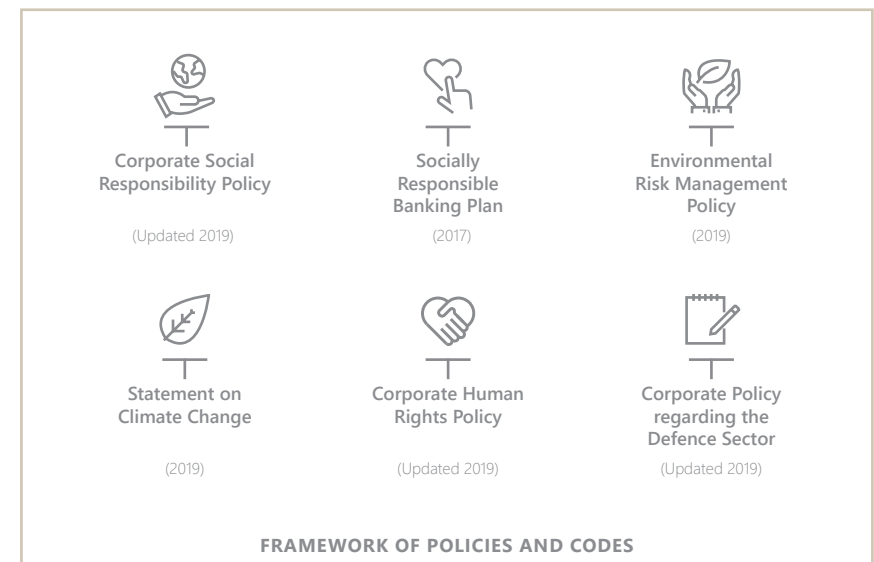 Corporate Social
Responsibility Policy
(Updated 2019)
Socially
Responsible
Banking Plan
(2017)
Environmental
Risk Management
Policy
(2019)
Statement on
Climate Change
(2019)
Corporate Human
Rights Policy
(Updated 2019)
Corporate Policy
regarding the
Defence Sector
(Updated 2019)
FRAMEWORK OF POLICIES AND CODES